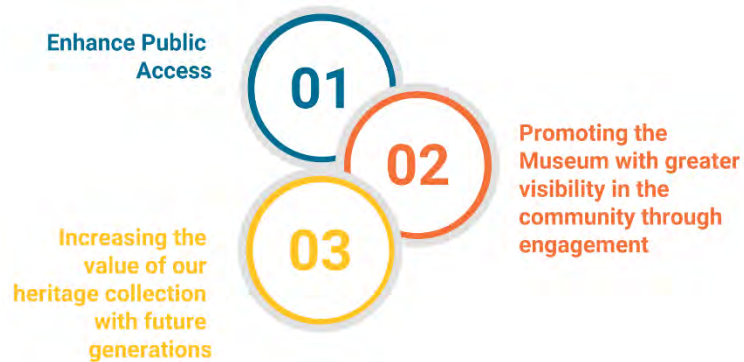 Enhance Public
Access
01
02
Promoting the
Museum with greater
visibility in the
community through
engagement
03
Increasing the
value of our
heritage collection
with future
generations